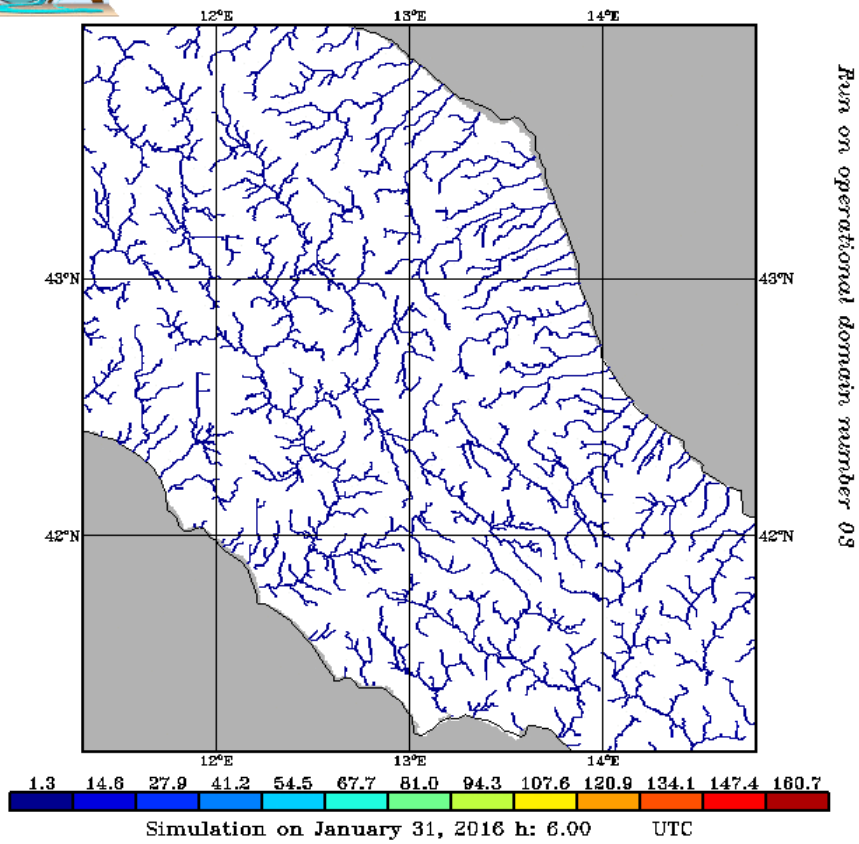 12°E 13°E 14°E
43°N 43°N
42°N 42°N
12°E 13°E 14°E
1.3 14.6 27.9 41.2 54.5 67.7 81.0 94.3 107.6 120.9 134.1 147.4 160.7
Simulation on January 31, 2016 h: 6.00 UTC
Run on operational domain number 08